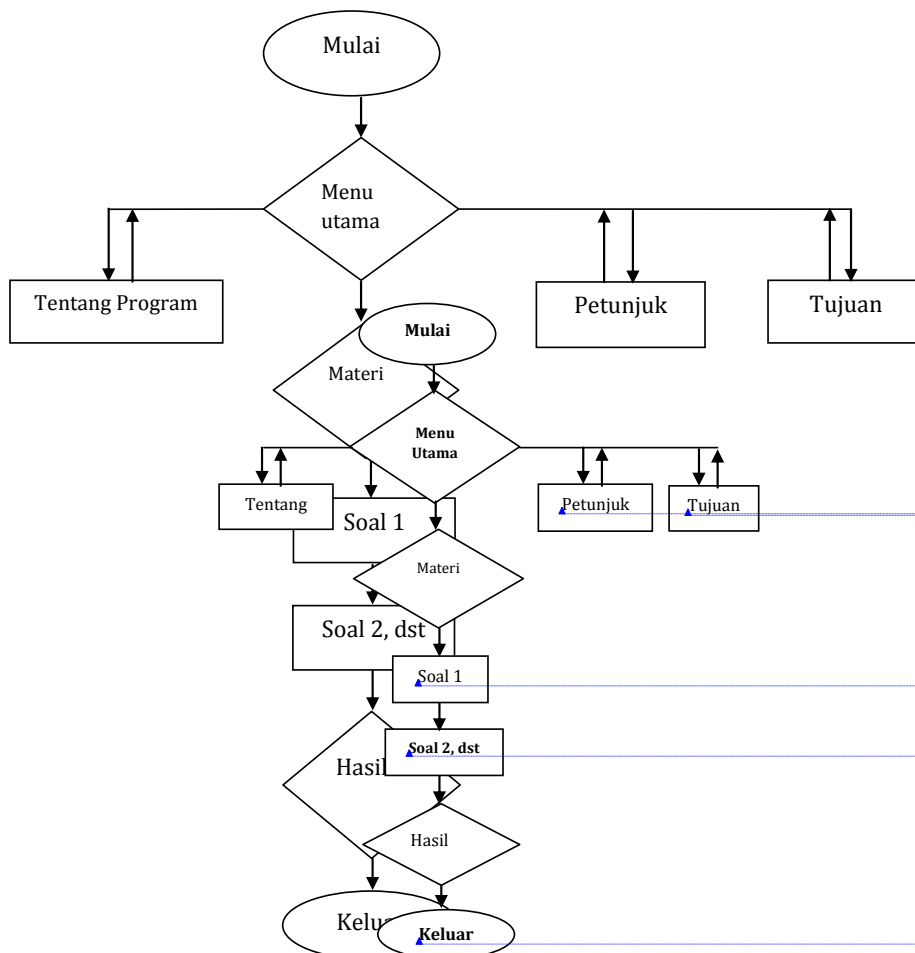 Mulai
Menu
utama
Tentang Program
Petunjuk
Tujuan
Mulai
Materi
Menu
Utama
Tentang
Petunjuk
Tujuan
Soal 1
Materi
Soal 2, dst
Soal 1
Soal 2, dst
Hasil
Hasil
Keluar
Keluar